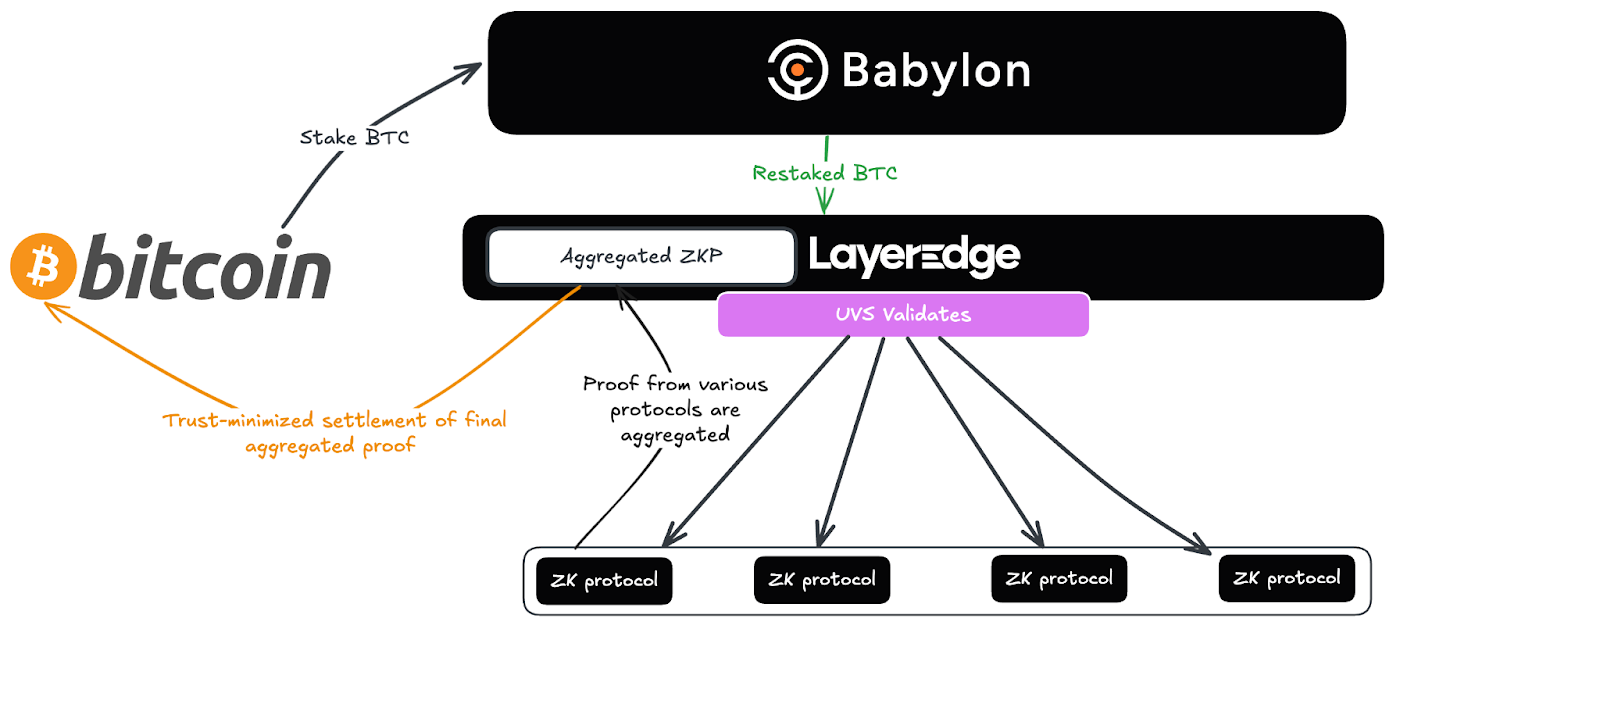 Babylon
Stake BTC
Restaked BTC
bitcoin
Aggregated ZKP
LayerEdge
UVS Validates
Proof from various
protocols are
aggregated
Trust-minimized settlement of final
aggregated proof
ZK protocol
ZK protocol
ZK protocol
ZK protocol